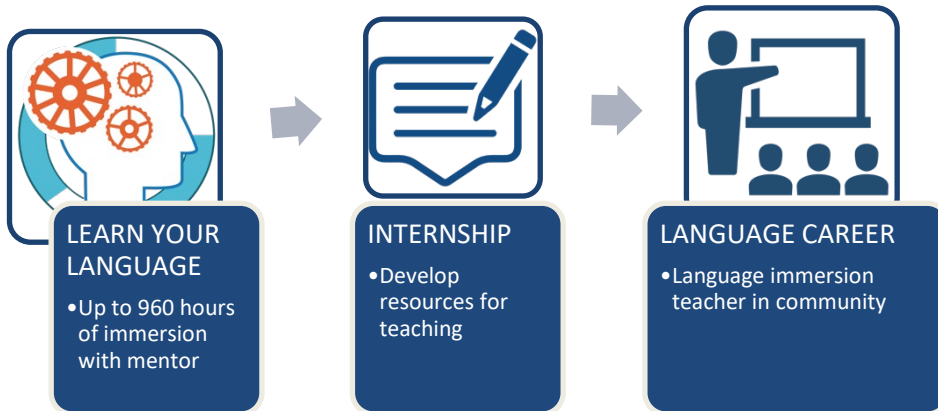 LEARN YOUR
LANGUAGE
•Up to 960 hours
of immersion
with mentor
INTERNSHIP
•Develop
resources for
teaching
LANGUAGE CAREER
•Language immersion
teacher in community